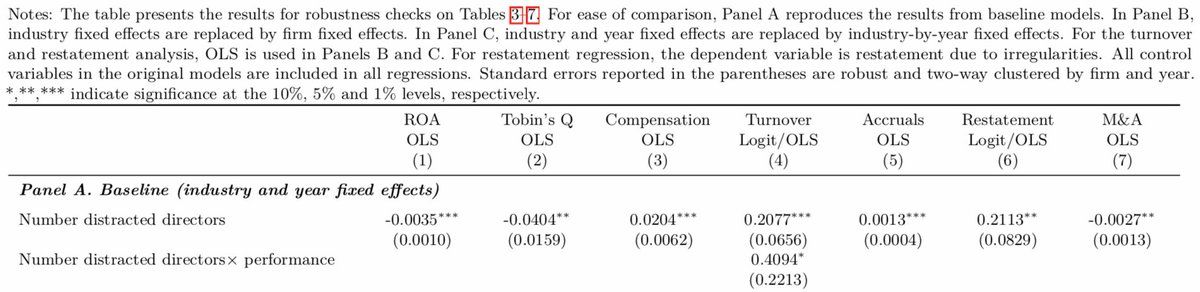 Notes: The table presents the results for robustness checks on Tables 3-7. For ease of comparison, Panel A reproduces the results from baseline models. In Panel B,
industry fixed effects are replaced by firm fixed effects. In Panel C, industry and year fixed effects are replaced by industry-by-year fixed effects. For the turnover
and restatement analysis, OLS is used in Panels B and C. For restatement regression, the dependent variable is restatement due to irregularities. All control
variables in the original models are included in all regressions. Standard errors reported in the parentheses are robust and two-way clustered by firm and year.
*,**,*** indicate significance at the 10%, 5% and 1% levels, respectively.
ROA Tobin's Q Compensation Turnover Accruals Restatement M&A
OLS OLS OLS Logit/OLS OLS Logit/OLS OLS
(1) (2) (3) (4) (5) (6) (7)
Panel A. Baseline (industry and year fixed effects)
Number distracted directors -0.0035*** -0.0404** 0.0204*** 0.2077*** 0.0013*** 0.2113** -0.0027**
(0.0010) (0.0159) (0.0062) (0.0656) (0.0004) (0.0829) (0.0013)
Number distracted directors× performance 0.4094*
(0.2213)